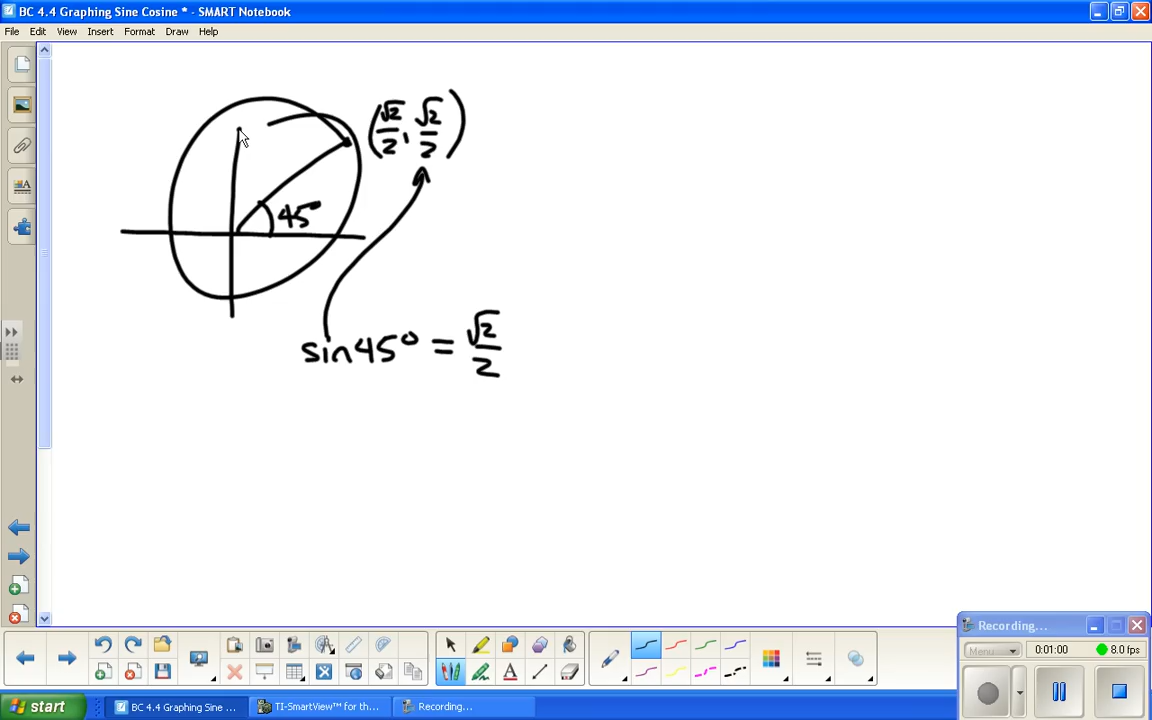 BC 4.4 Graphing Sine Cosine * - SMART Notebook
File Edit View Insert Format Draw Help
(√2/2, √2/2)
45°
sin 45° = √2/2
Recording...
Menu 0:01:00 8.0 fps
start BC 4.4 Graphing Sine ... TI-SmartView™ for th... Recording...